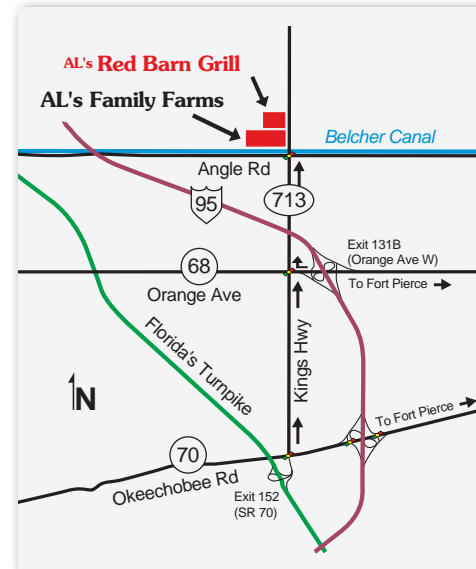 AL's Red Barn Grill
AL's Family Farms
Belcher Canal
Angle Rd
95
713
Exit 131B
(Orange Ave W)
68
To Fort Pierce
Orange Ave
Florida's Turnpike
Kings Hwy
N
To Fort Pierce
70
Okeechobee Rd
Exit 152
(SR 70)